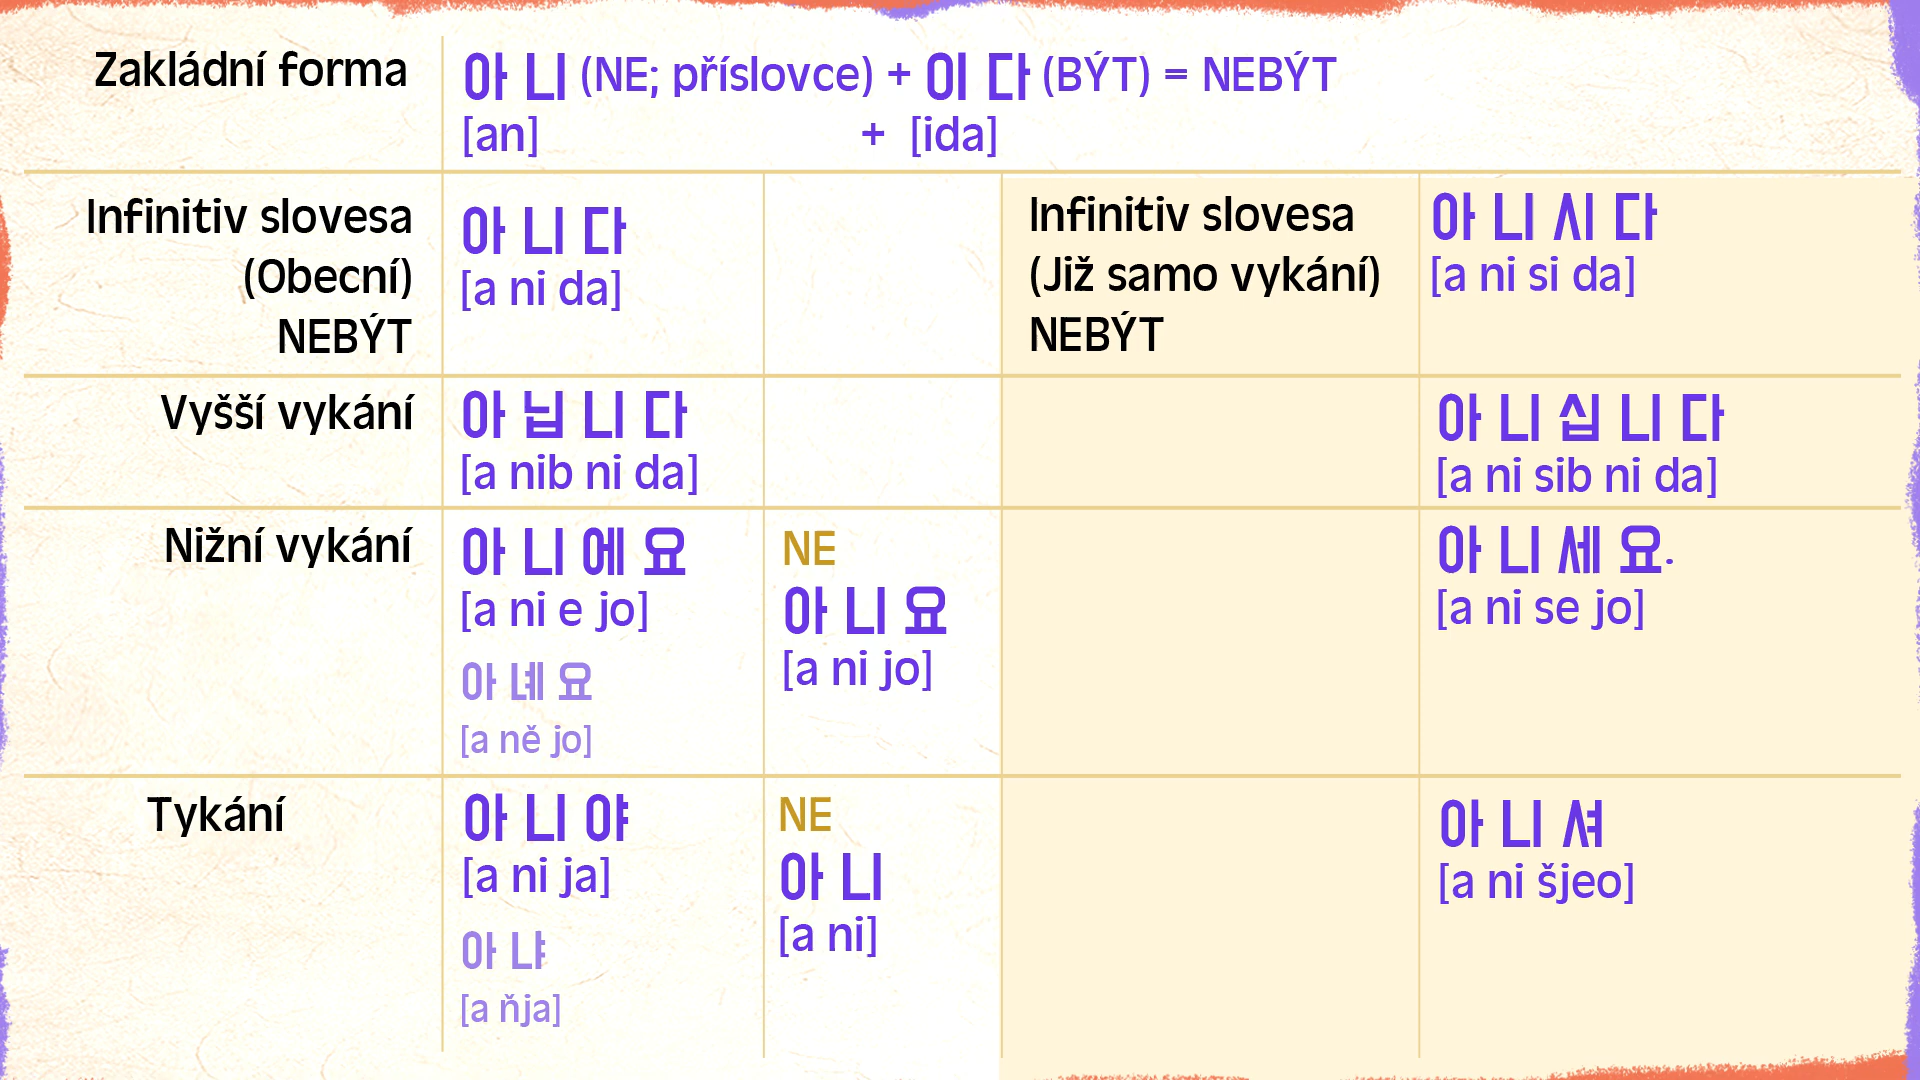 Zakládní forma
아 니 (NE; příslovce) + 이 다 (BÝT) = NEBÝT
[an] + [ida]
Infinitiv slovesa
(Obecní)
NEBÝT
아 니 다
[a ni da]
Infinitiv slovesa
(Již samo vykání)
NEBÝT
아 니 시 다
[a ni si da]
Vyšší vykání
아 닙 니 다
[a nib ni da]
아 니 십 니 다
[a ni sib ni da]
Nižní vykání
아 니 에 요
[a ni e jo]
아 녜 요
[a ně jo]
NE
아 니 요
[a ni jo]
아 니 세 요.
[a ni se jo]
Tykání
아 니 야
[a ni ja]
아 냐
[a ňja]
NE
아 니
[a ni]
아 니 셔
[a ni šjeo]